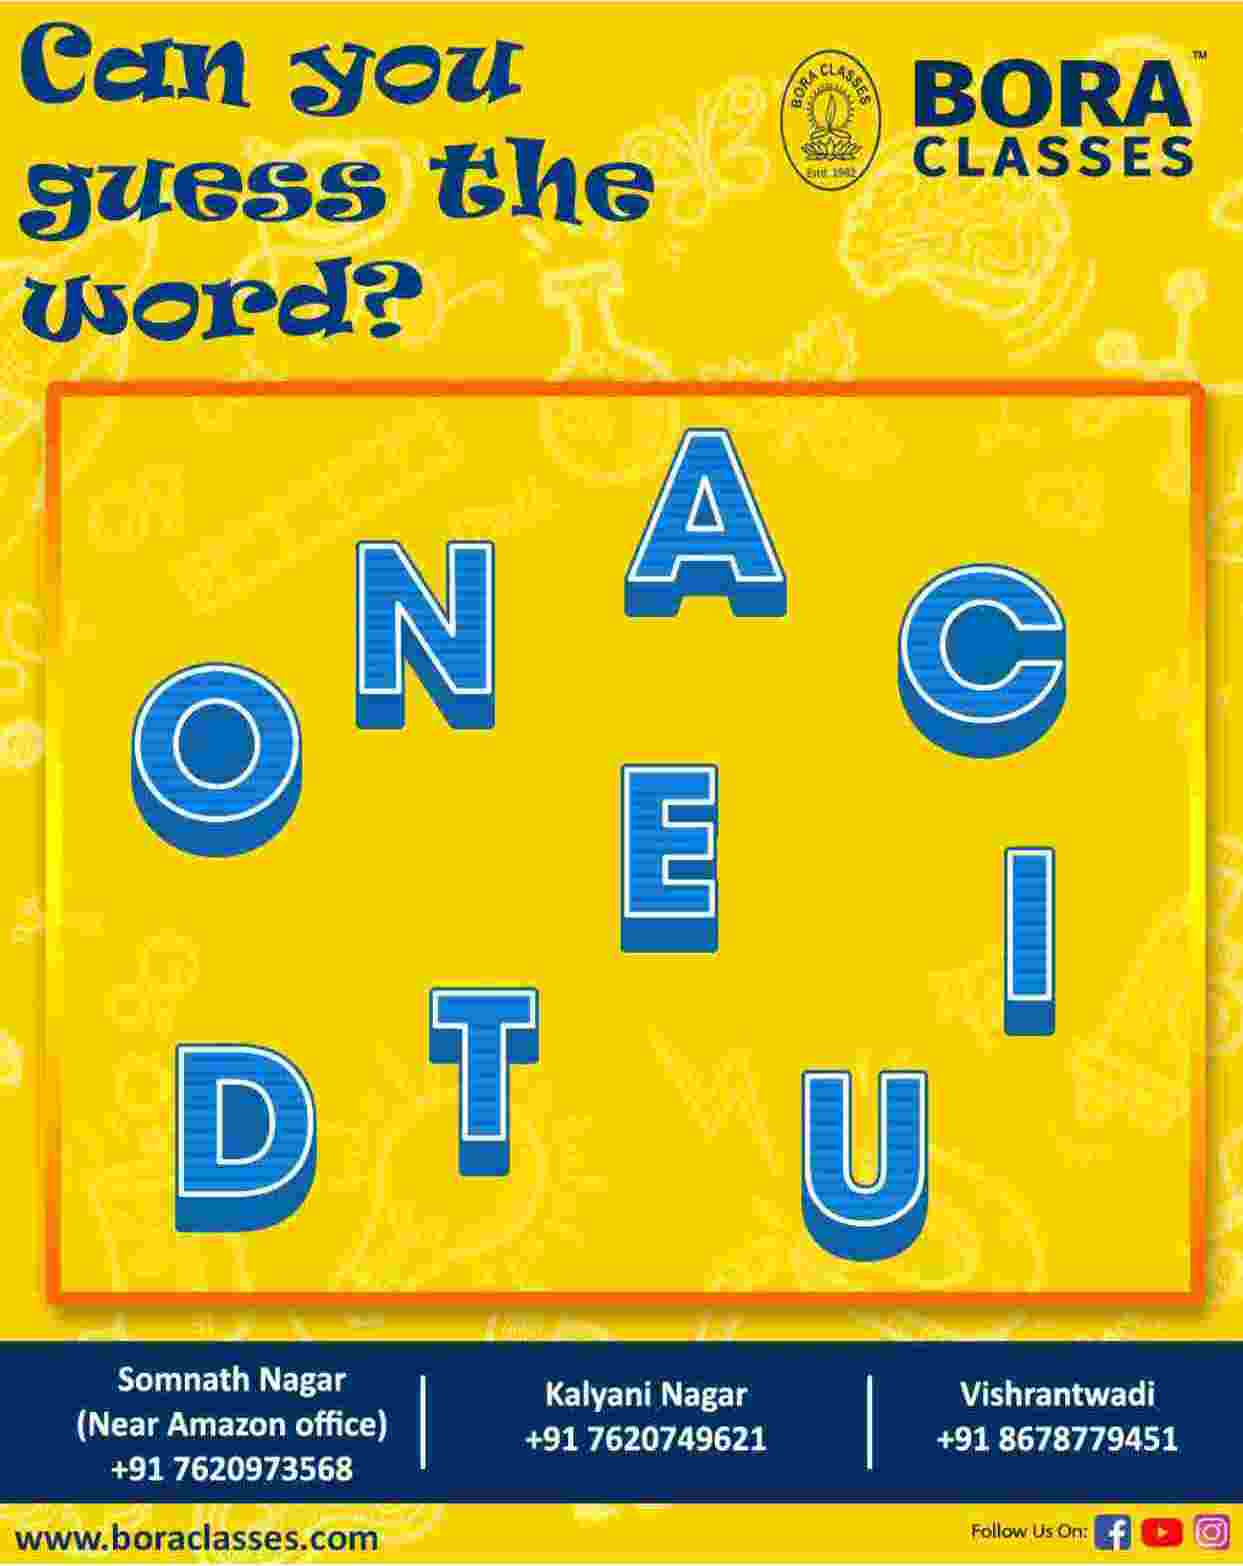 Can you
guess the
word?
BORA CLASSES
Estd. 1982
BORA™
CLASSES
A
N
C
O
E
I
T
D
U
Somnath Nagar
(Near Amazon office)
+91 7620973568
Kalyani Nagar
+91 7620749621
Vishrantwadi
+91 8678779451
www.boraclasses.com
Follow Us On: